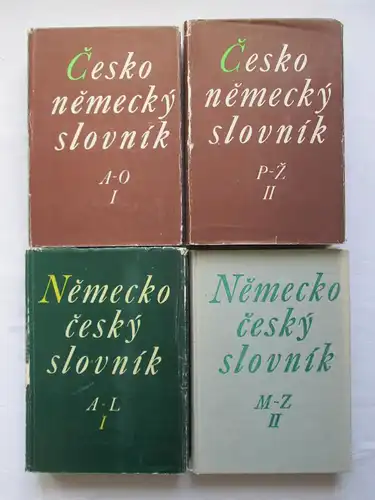 Česko
německý
slovník
A-O
I
Česko
německý
slovník
P-Ž
II
Německo
český
slovník
A-L
I
Německo
český
slovník
M-Z
II